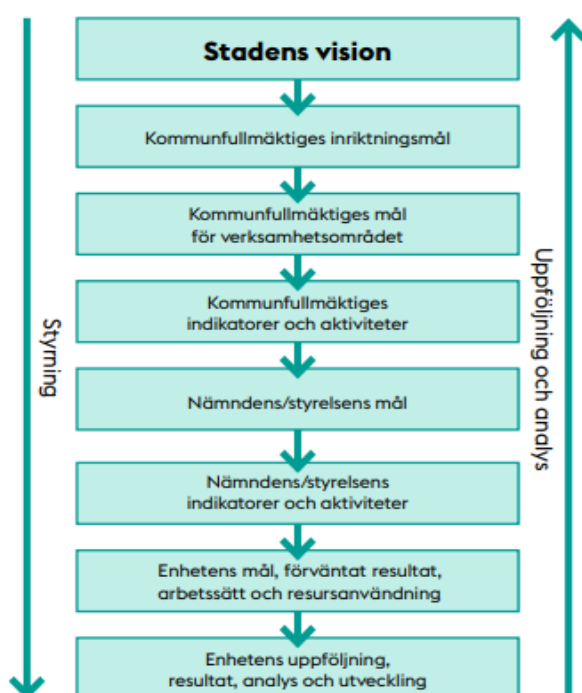 Stadens vision
Kommunfullmäktiges inriktningsmål
Kommunfullmäktiges mål
för verksamhetsområdet
Kommunfullmäktiges
indikatorer och aktiviteter
Nämndens/styrelsens mål
Nämndens/styrelsens
indikatorer och aktiviteter
Enhetens mål, förväntat resultat,
arbetssätt och resursanvändning
Enhetens uppföljning,
resultat, analys och utveckling
Styrning
Uppföljning och analys